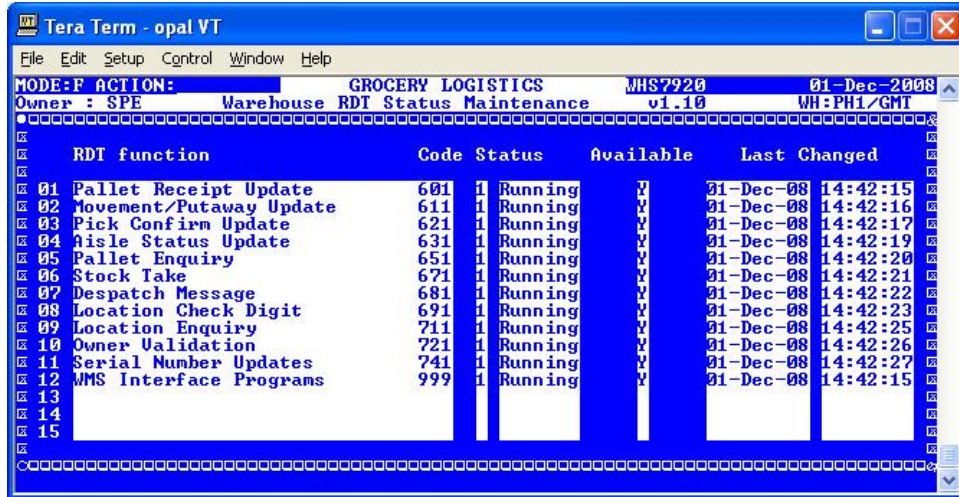 Tera Term - opal VT
File Edit Setup Control Window Help
MODE:F ACTION: GROCERY LOGISTICS WHS7920 01-Dec-2008
Owner : SPE Warehouse RDT Status Maintenance v1.10 WH:PH1/GMT
RDT function Code Status Available Last Changed
01 Pallet Receipt Update 601 1 Running Y 01-Dec-08 14:42:15
02 Movement/Putaway Update 611 1 Running Y 01-Dec-08 14:42:16
03 Pick Confirm Update 621 1 Running Y 01-Dec-08 14:42:17
04 Aisle Status Update 631 1 Running Y 01-Dec-08 14:42:19
05 Pallet Enquiry 651 1 Running Y 01-Dec-08 14:42:20
06 Stock Take 671 1 Running Y 01-Dec-08 14:42:21
07 Despatch Message 681 1 Running Y 01-Dec-08 14:42:22
08 Location Check Digit 691 1 Running Y 01-Dec-08 14:42:23
09 Location Enquiry 711 1 Running Y 01-Dec-08 14:42:25
10 Owner Validation 721 1 Running Y 01-Dec-08 14:42:26
11 Serial Number Updates 741 1 Running Y 01-Dec-08 14:42:27
12 WMS Interface Programs 999 1 Running Y 01-Dec-08 14:42:15
13
14
15